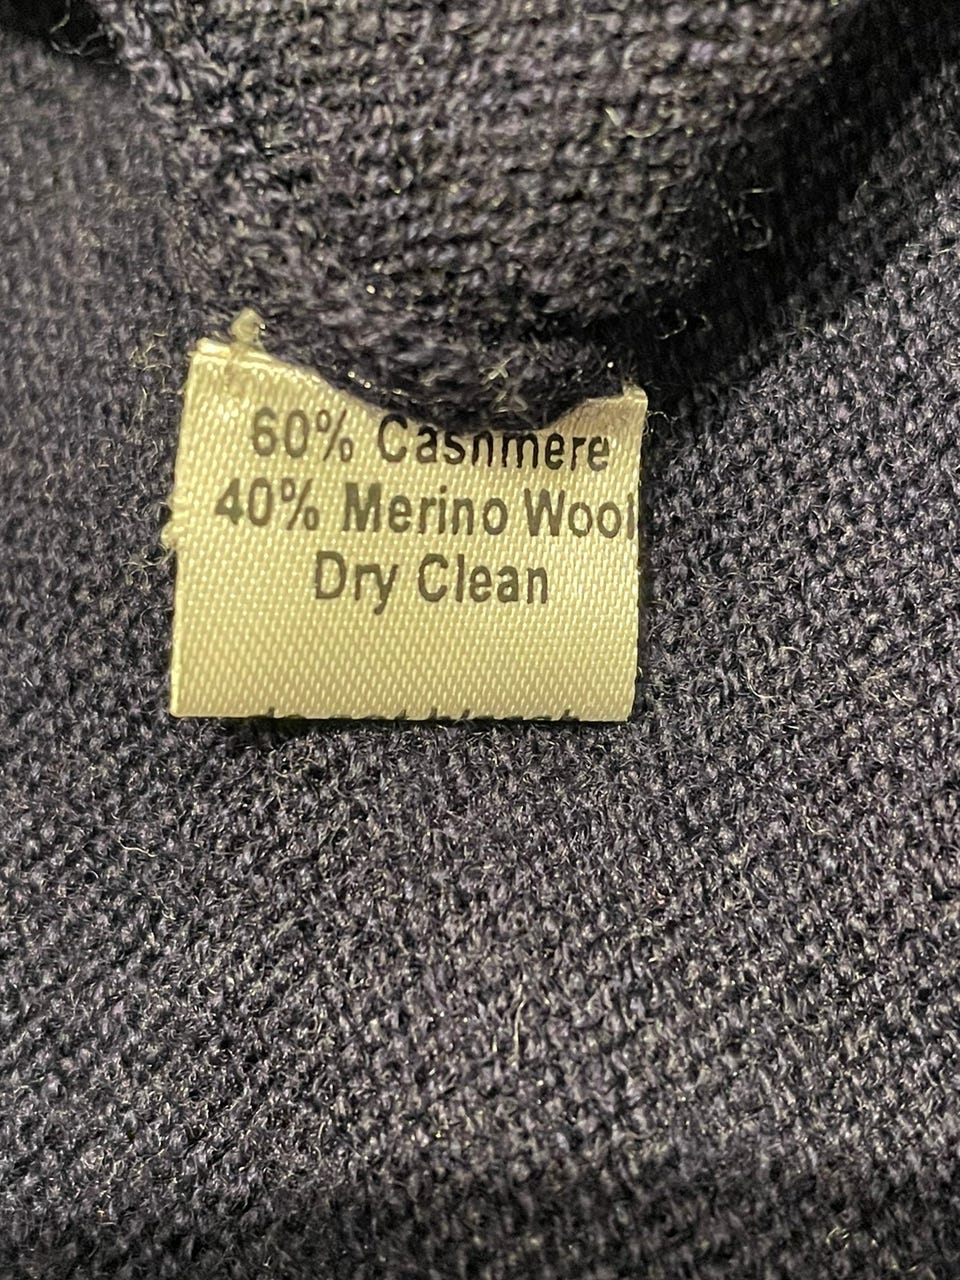 60% Cashmere
40% Merino Wool
Dry Clean